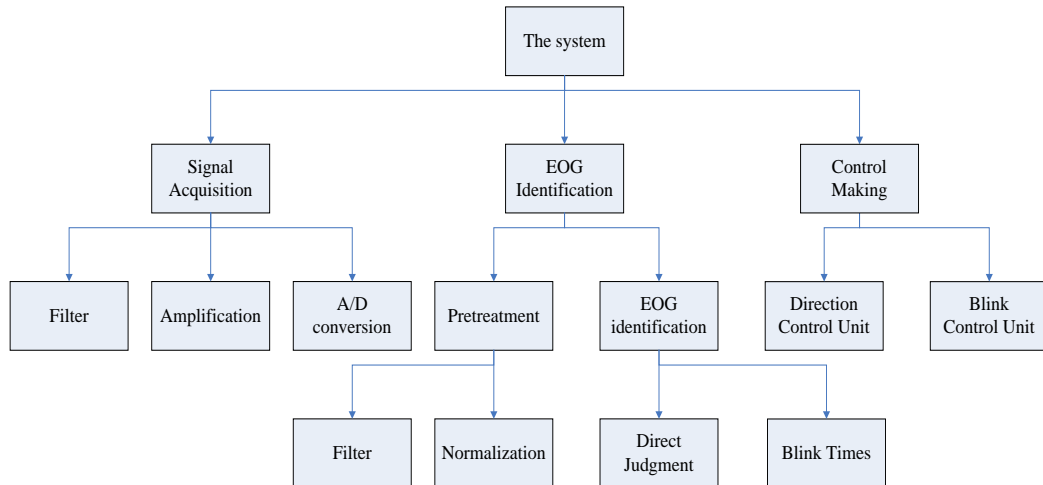 The system
Signal
Acquisition
EOG
Identification
Control
Making
Filter
Amplification
A/D
conversion
Pretreatment
EOG
identification
Direction
Control Unit
Blink
Control Unit
Filter
Normalization
Direct
Judgment
Blink Times